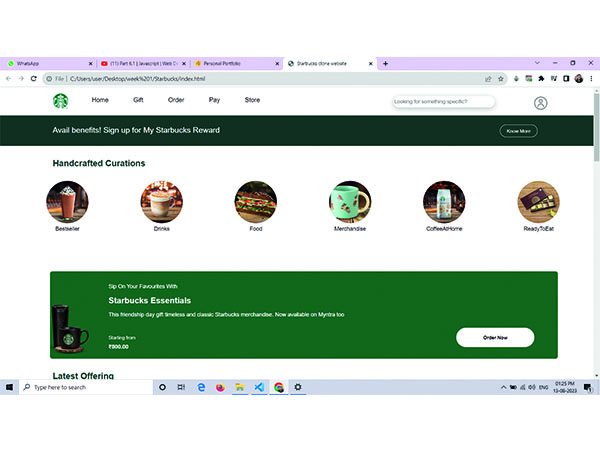 WhatsApp
(11) Part 6.1 | Javascript | Web D
Personal Portfolio
Starbucks clone website
File | C:/Users/user/Desktop/week%201/Starbucks/index.html
Home Gift Order Pay Store
Looking for something specific?
Avail benefits! Sign up for My Starbucks Reward
Know More
Handcrafted Curations
Bestseller Drinks Food Merchandise CoffeeAtHome ReadyToEat
Sip On Your Favourites With
Starbucks Essentials
This friendship day gift timeless and classic Starbucks merchandise. Now available on Myntra too
Starting from
₹800.00
Order Now
Latest Offering
Type here to search
ENG
01:25 PM
13-08-2023